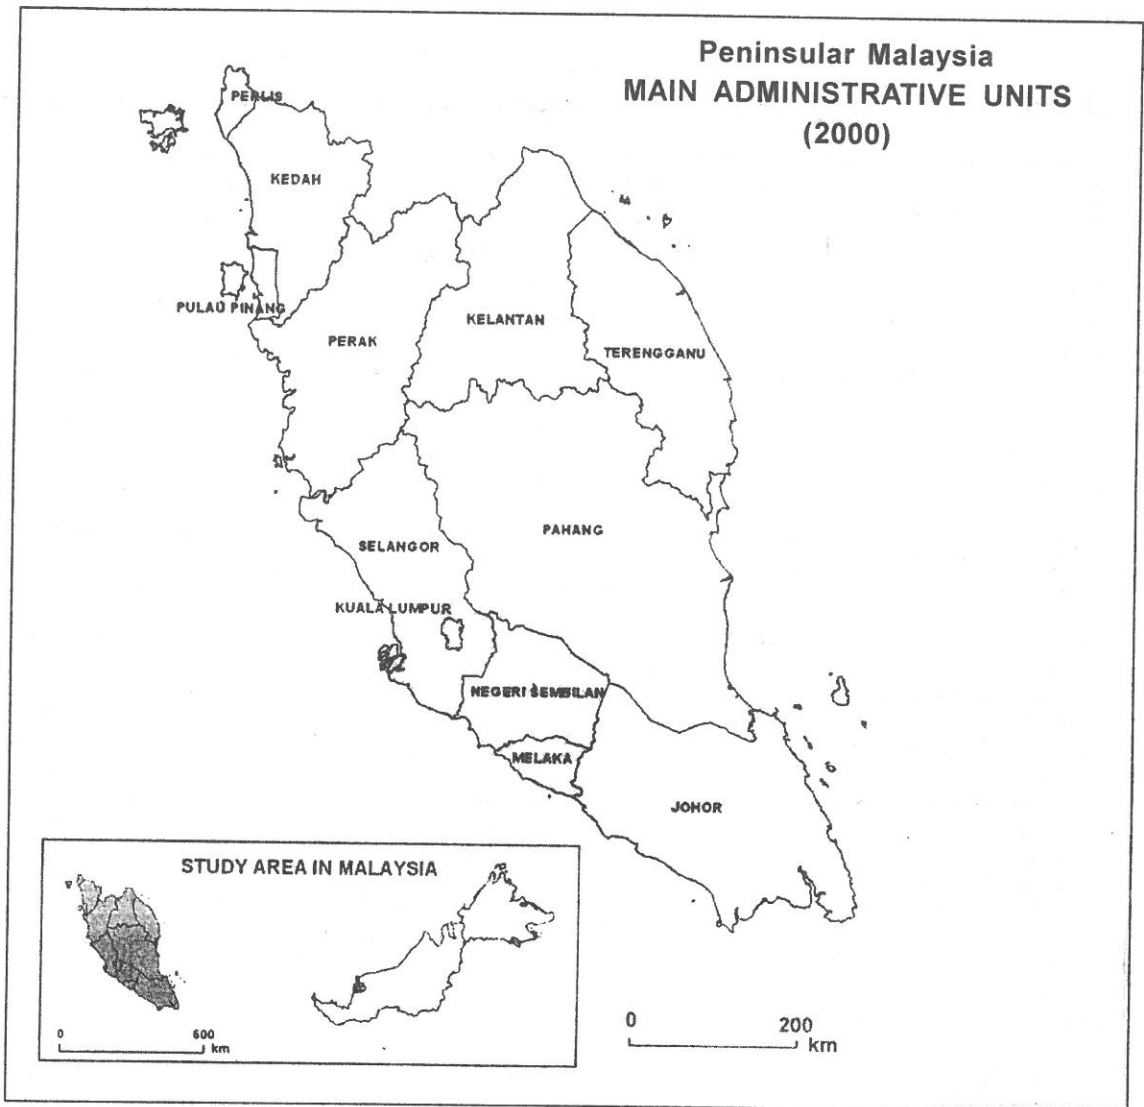 Peninsular Malaysia
MAIN ADMINISTRATIVE UNITS
(2000)
PERLIS
KEDAH
PULAU PINANG
PERAK
KELANTAN
TERENGGANU
PAHANG
SELANGOR
KUALA LUMPUR
NEGERI SEMBILAN
MELAKA
JOHOR
STUDY AREA IN MALAYSIA
0 600
km
0 200
km